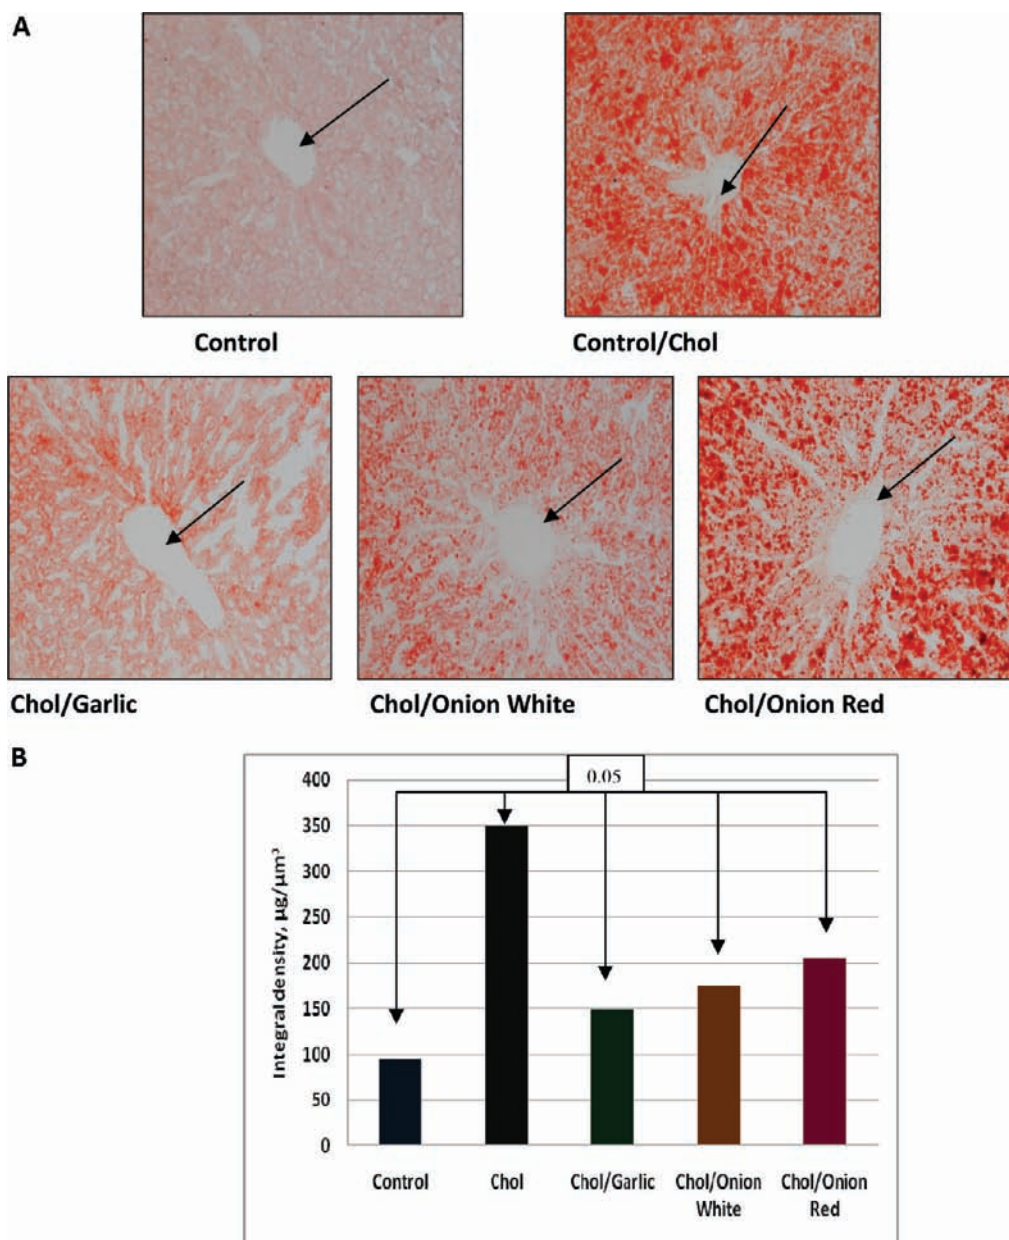 A
Control
Control/Chol
Chol/Garlic
Chol/Onion White
Chol/Onion Red
B
0.05
400
350
300
250
200
150
100
50
0
Integral density, µg/µm³
Control
Chol
Chol/Garlic
Chol/Onion
White
Chol/Onion
Red